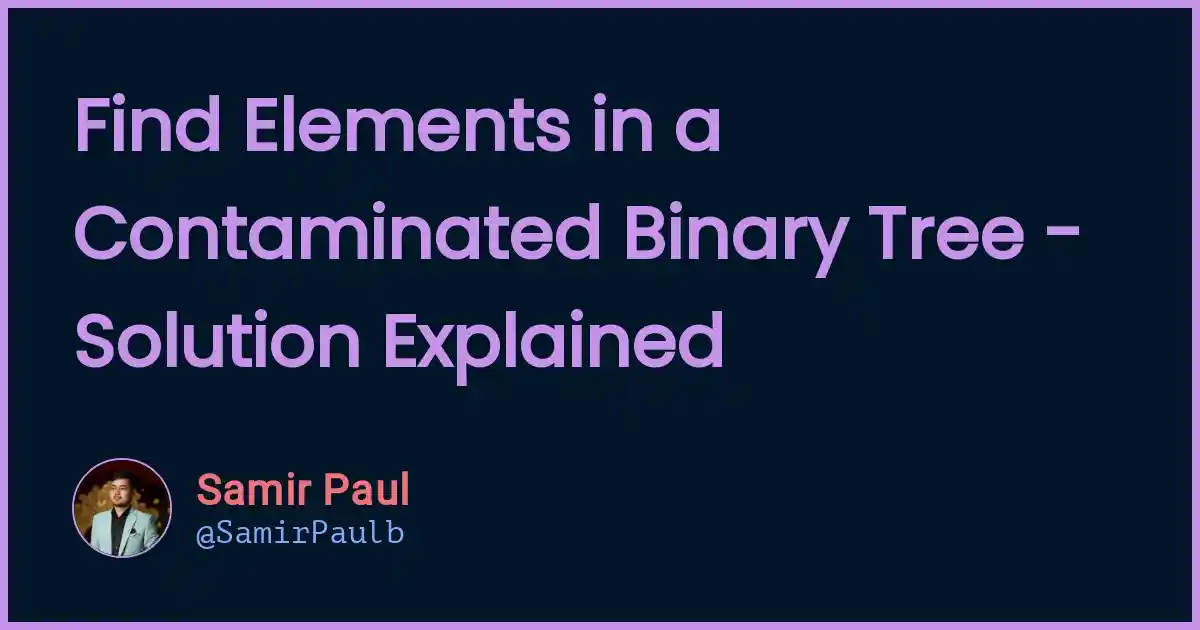 Find Elements in a
Contaminated Binary Tree -
Solution Explained
Samir Paul
@SamirPaulb